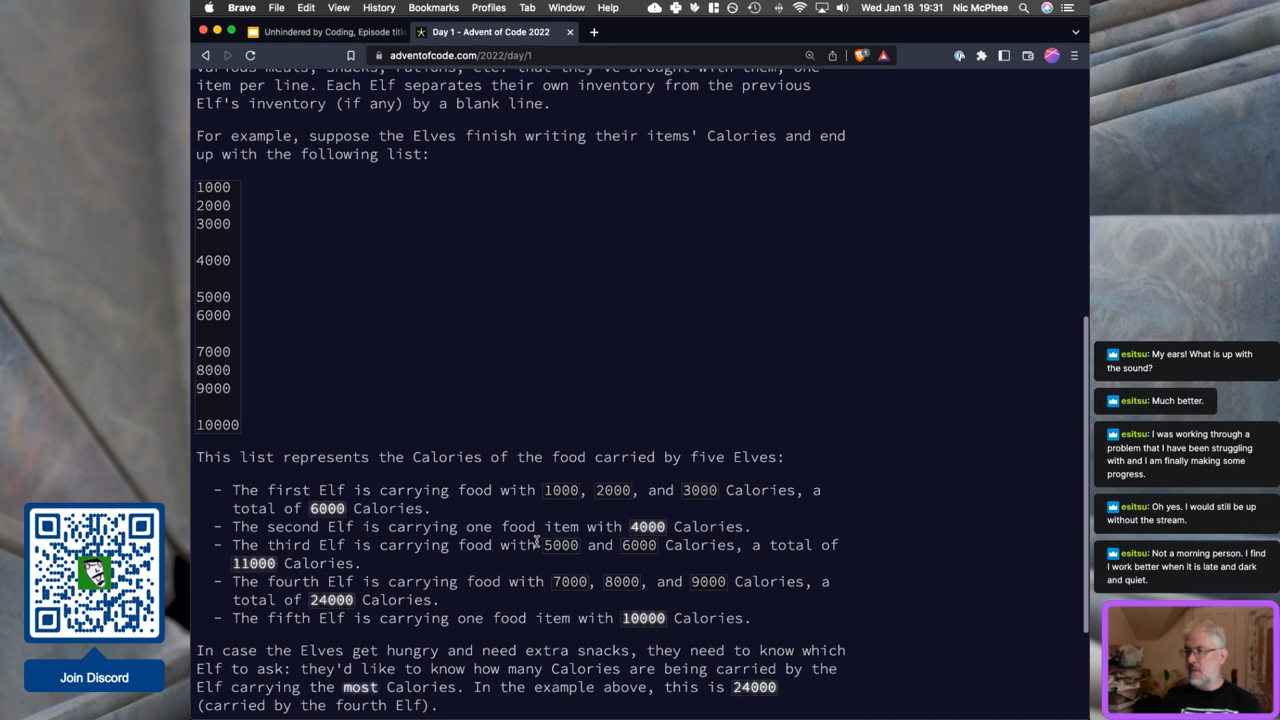 Brave File Edit View History Bookmarks Profiles Tab Window Help Wed Jan 18 19:31 Nic McPhee
Unhindered by Coding, Episode title
Day 1 - Advent of Code 2022
adventofcode.com/2022/day/1
various meats, snacks, rations, etc. that they've brought with them, one
item per line. Each Elf separates their own inventory from the previous
Elf's inventory (if any) by a blank line.
For example, suppose the Elves finish writing their items' Calories and end
up with the following list:
1000
2000
3000
4000
5000
6000
7000
8000
9000
10000
This list represents the Calories of the food carried by five Elves:
- The first Elf is carrying food with 1000, 2000, and 3000 Calories, a
total of 6000 Calories.
- The second Elf is carrying one food item with 4000 Calories.
- The third Elf is carrying food with 5000 and 6000 Calories, a total of
11000 Calories.
- The fourth Elf is carrying food with 7000, 8000, and 9000 Calories, a
total of 24000 Calories.
- The fifth Elf is carrying one food item with 10000 Calories.
In case the Elves get hungry and need extra snacks, they need to know which
Elf to ask: they'd like to know how many Calories are being carried by the
Elf carrying the most Calories. In the example above, this is 24000
(carried by the fourth Elf).
esitsu: My ears! What is up with
the sound?
esitsu: Much better.
esitsu: I was working through a
problem that I have been struggling
with and I am finally making some
progress.
esitsu: Oh yes. I would still be up
without the stream.
esitsu: Not a morning person. I find
I work better when it is late and dark
and quiet.
Join Discord